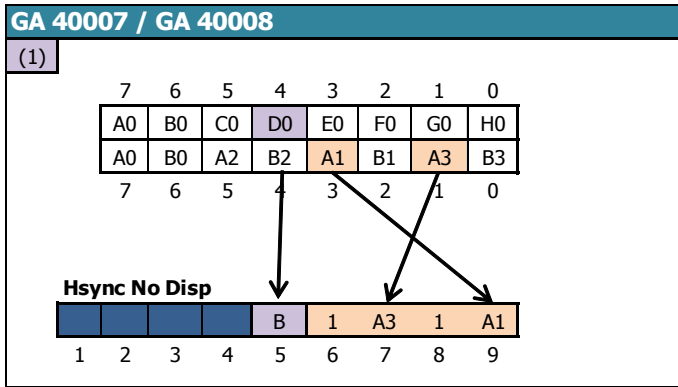 GA 40007 / GA 40008
(1)
7 6 5 4 3 2 1 0
A0 B0 C0 D0 E0 F0 G0 H0
A0 B0 A2 B2 A1 B1 A3 B3
7 6 5 4 3 2 1 0
Hsync No Disp
B 1 A3 1 A1
1 2 3 4 5 6 7 8 9